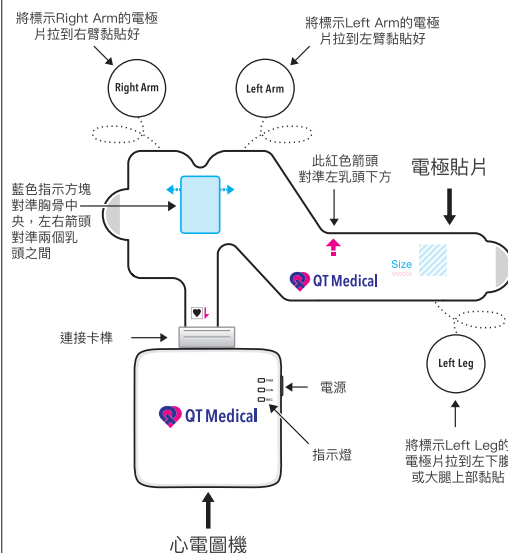 將標示Right Arm的電極
片拉到右臂黏貼好
將標示Left Arm的電極
片拉到左臂黏貼好
Right Arm
Left Arm
此紅色箭頭
對準左乳頭下方
電極貼片
藍色指示方塊
對準胸骨中
央，左右箭頭
對準兩個乳
頭之間
Size
QT Medical
連接卡榫
Left Leg
QT Medical
電源
指示燈
將標示Left Leg的
電極片拉到左下腹
或大腿上部黏貼
心電圖機